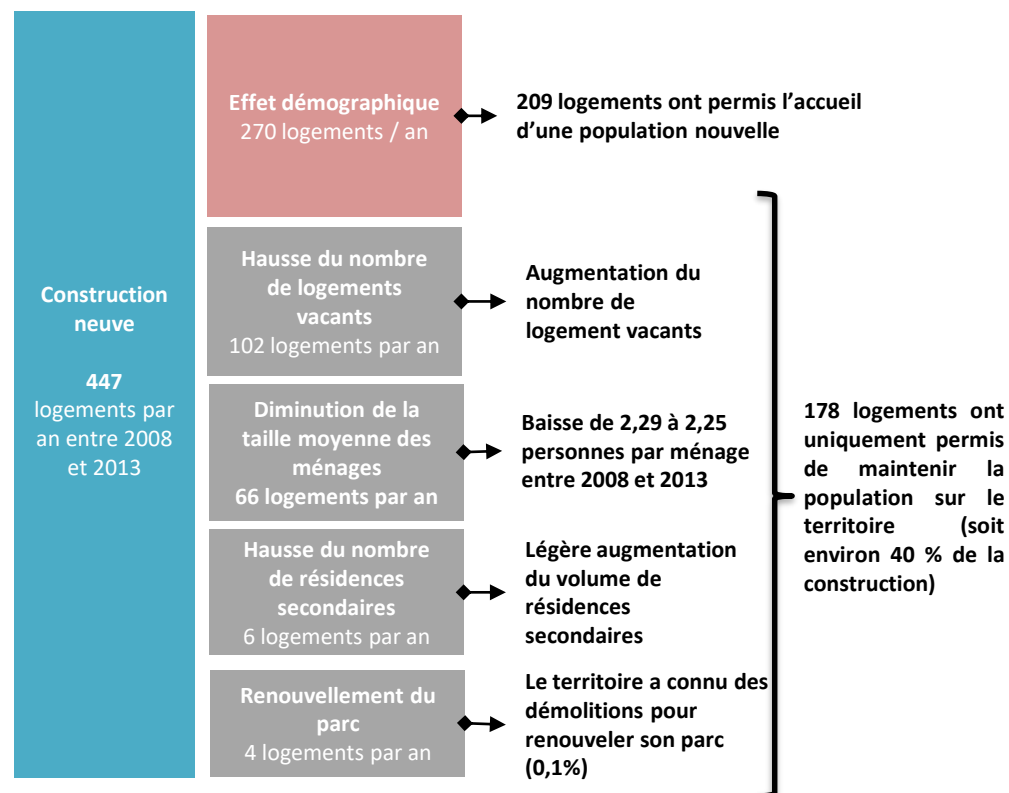 Construction
neuve
447
logements par
an entre 2008
et 2013
Effet démographique
270 logements / an
209 logements ont permis l’accueil
d’une population nouvelle
Hausse du nombre
de logements
vacants
102 logements par an
Augmentation du
nombre de
logement vacants
Diminution de la
taille moyenne des
ménages
66 logements par an
Baisse de 2,29 à 2,25
personnes par ménage
entre 2008 et 2013
Hausse du nombre
de résidences
secondaires
6 logements par an
Légère augmentation
du volume de
résidences
secondaires
Renouvellement du
parc
4 logements par an
Le territoire a connu des
démolitions pour
renouveler son parc
(0,1%)
178 logements ont
uniquement permis
de maintenir la
population sur le
territoire (soit
environ 40 % de la
construction)